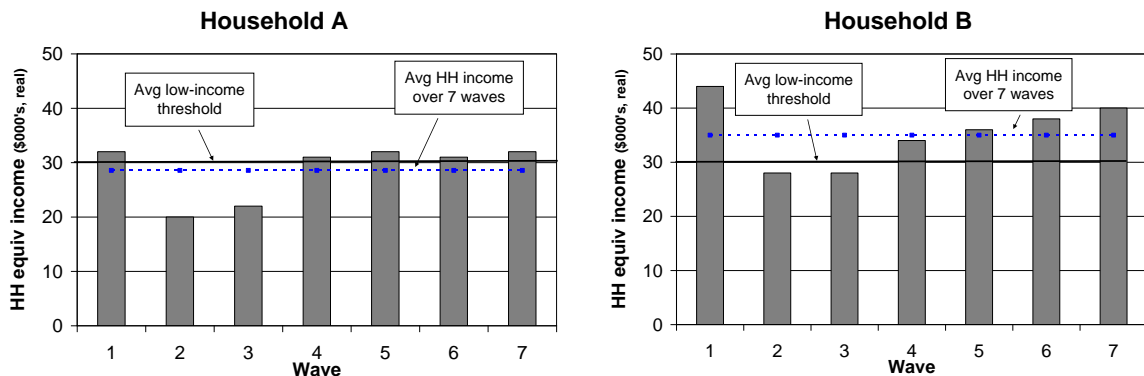 Household A
50
40
30
20
10
0
HH equiv income ($000's, real)
Avg low-income
threshold
Avg HH income
over 7 waves
1 2 3 4 5 6 7
Wave
Household B
50
40
30
20
10
0
HH equiv income ($000's, real)
Avg low-income
threshold
Avg HH income
over 7 waves
1 2 3 4 5 6 7
Wave